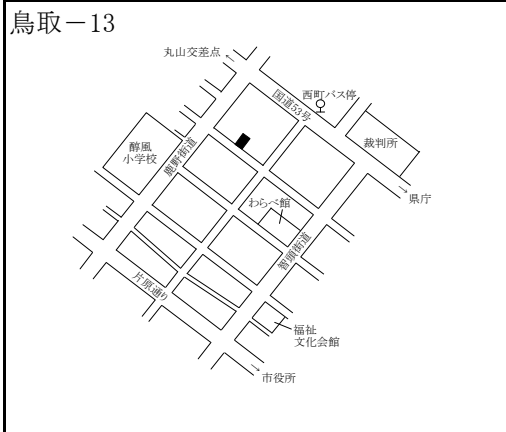 鳥取－13
丸山交差点
←
国道53号
西町バス停
裁判所
→
県庁
醇風
小学校
鹿野街道
わらべ館
智頭街道
片原通り
福祉
文化会館
→
市役所